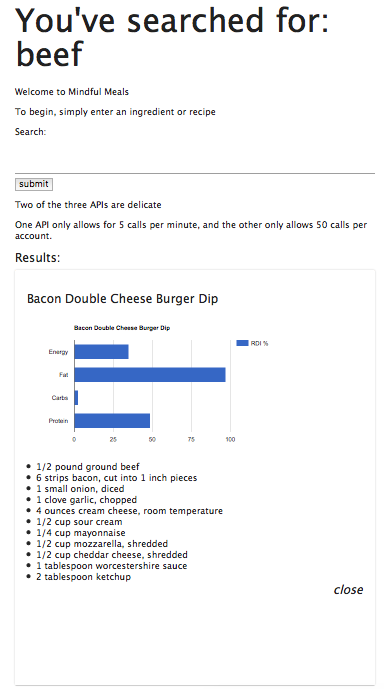 You've searched for:
beef
Welcome to Mindful Meals
To begin, simply enter an ingredient or recipe
Search:
submit
Two of the three APIs are delicate
One API only allows for 5 calls per minute, and the other only allows 50 calls per
account.
Results:
Bacon Double Cheese Burger Dip
Bacon Double Cheese Burger Dip
RDI %
Energy
Fat
Carbs
Protein
0 25 50 75 100
1/2 pound ground beef
6 strips bacon, cut into 1 inch pieces
1 small onion, diced
1 clove garlic, chopped
4 ounces cream cheese, room temperature
1/2 cup sour cream
1/4 cup mayonnaise
1/2 cup mozzarella, shredded
1/2 cup cheddar cheese, shredded
1 tablespoon worcestershire sauce
2 tablespoon ketchup
close